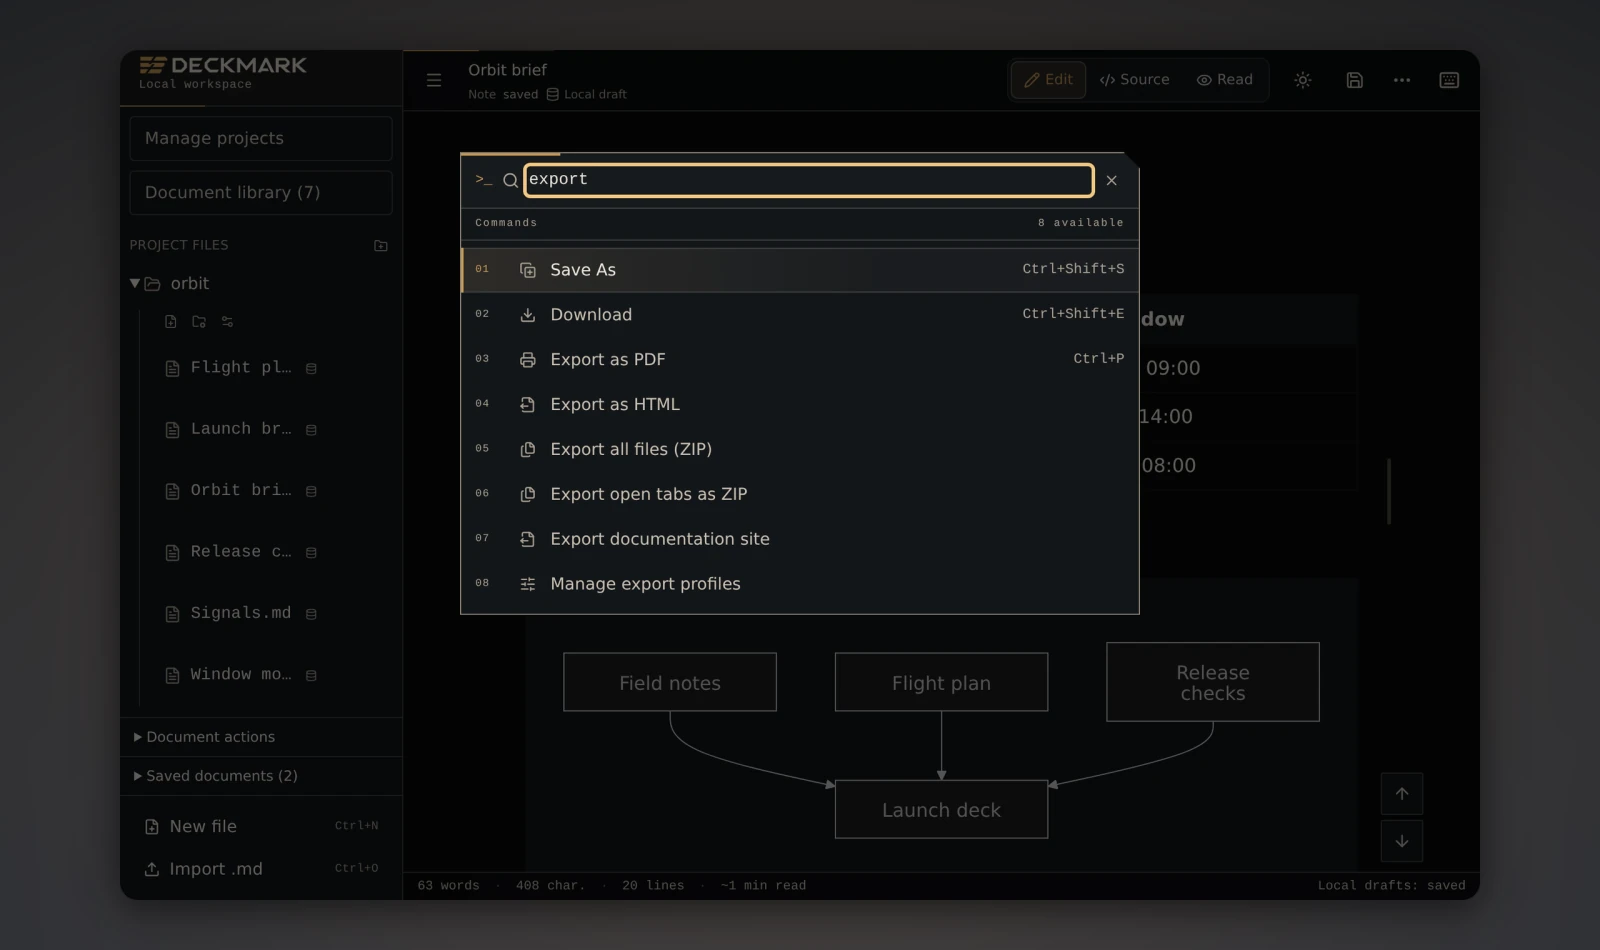 DECKMARK
Local workspace
Manage projects
Document library (7)
PROJECT FILES
orbit
Flight pl…
Launch br…
Orbit bri…
Release c…
Signals.md
Window mo…
Document actions
Saved documents (2)
New file Ctrl+N
Import .md Ctrl+O
Orbit brief
Note saved Local draft
Edit Source Read
>_ export
Commands 8 available
01 Save As Ctrl+Shift+S
02 Download Ctrl+Shift+E
03 Export as PDF Ctrl+P
04 Export as HTML
05 Export all files (ZIP)
06 Export open tabs as ZIP
07 Export documentation site
08 Manage export profiles
dow
09:00
14:00
08:00
Field notes
Flight plan
Release
checks
Launch deck
63 words · 408 char. · 20 lines · ~1 min read
Local drafts: saved